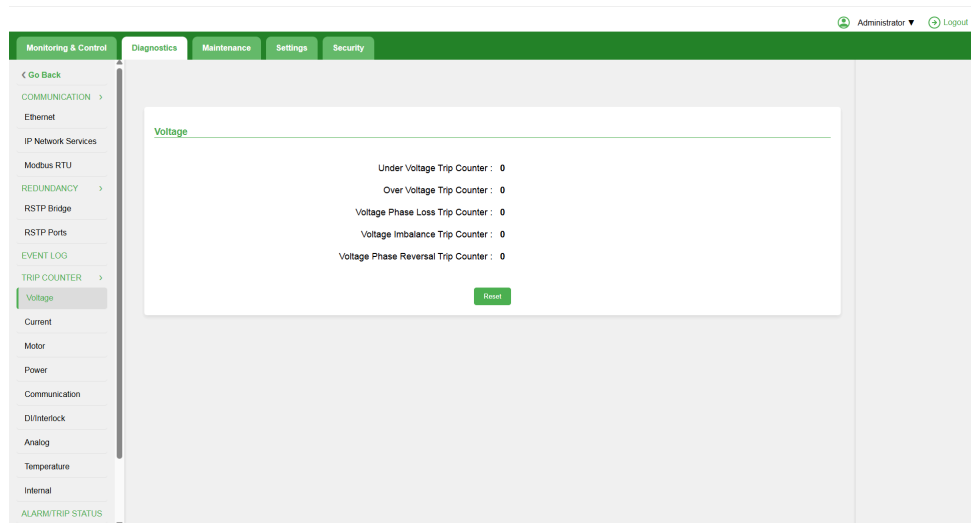 Administrator ▼ Logout
Monitoring & Control Diagnostics Maintenance Settings Security
Go Back
COMMUNICATION
Ethernet
IP Network Services
Modbus RTU
REDUNDANCY
RSTP Bridge
RSTP Ports
EVENT LOG
TRIP COUNTER
Voltage
Current
Motor
Power
Communication
DI/Interlock
Analog
Temperature
Internal
ALARM/TRIP STATUS
Voltage
Under Voltage Trip Counter : 0
Over Voltage Trip Counter : 0
Voltage Phase Loss Trip Counter : 0
Voltage Imbalance Trip Counter : 0
Voltage Phase Reversal Trip Counter : 0
Reset